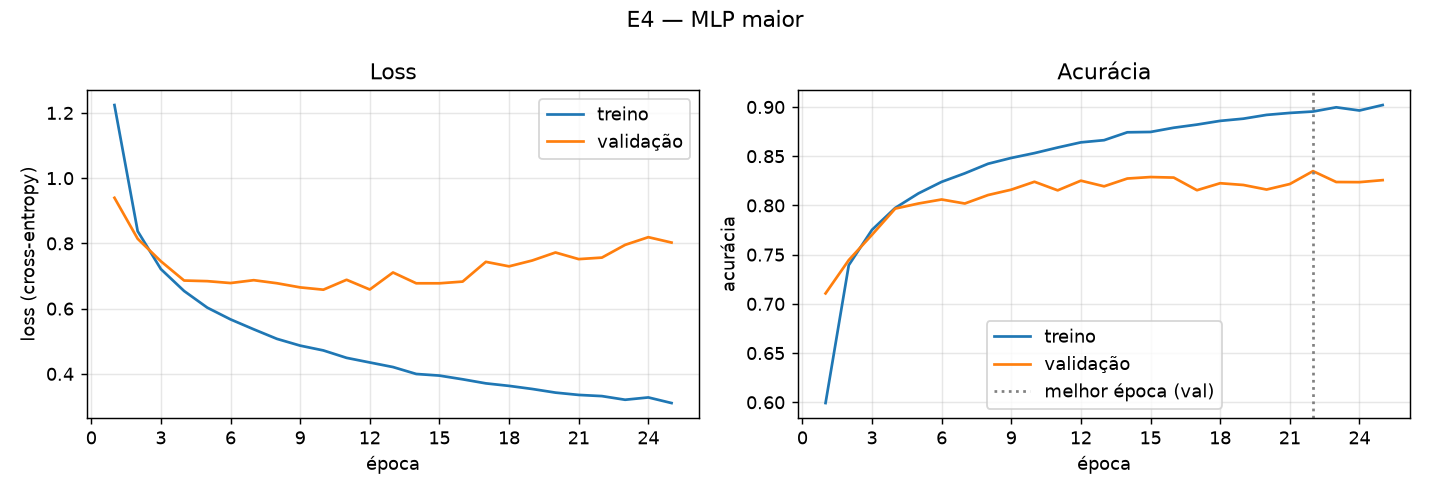 E4 — MLP maior
Loss
loss (cross-entropy)
1.2
1.0
0.8
0.6
0.4
treino
validação
0 3 6 9 12 15 18 21 24
época
Acurácia
acurácia
0.90
0.85
0.80
0.75
0.70
0.65
0.60
treino
validação
melhor época (val)
0 3 6 9 12 15 18 21 24
época